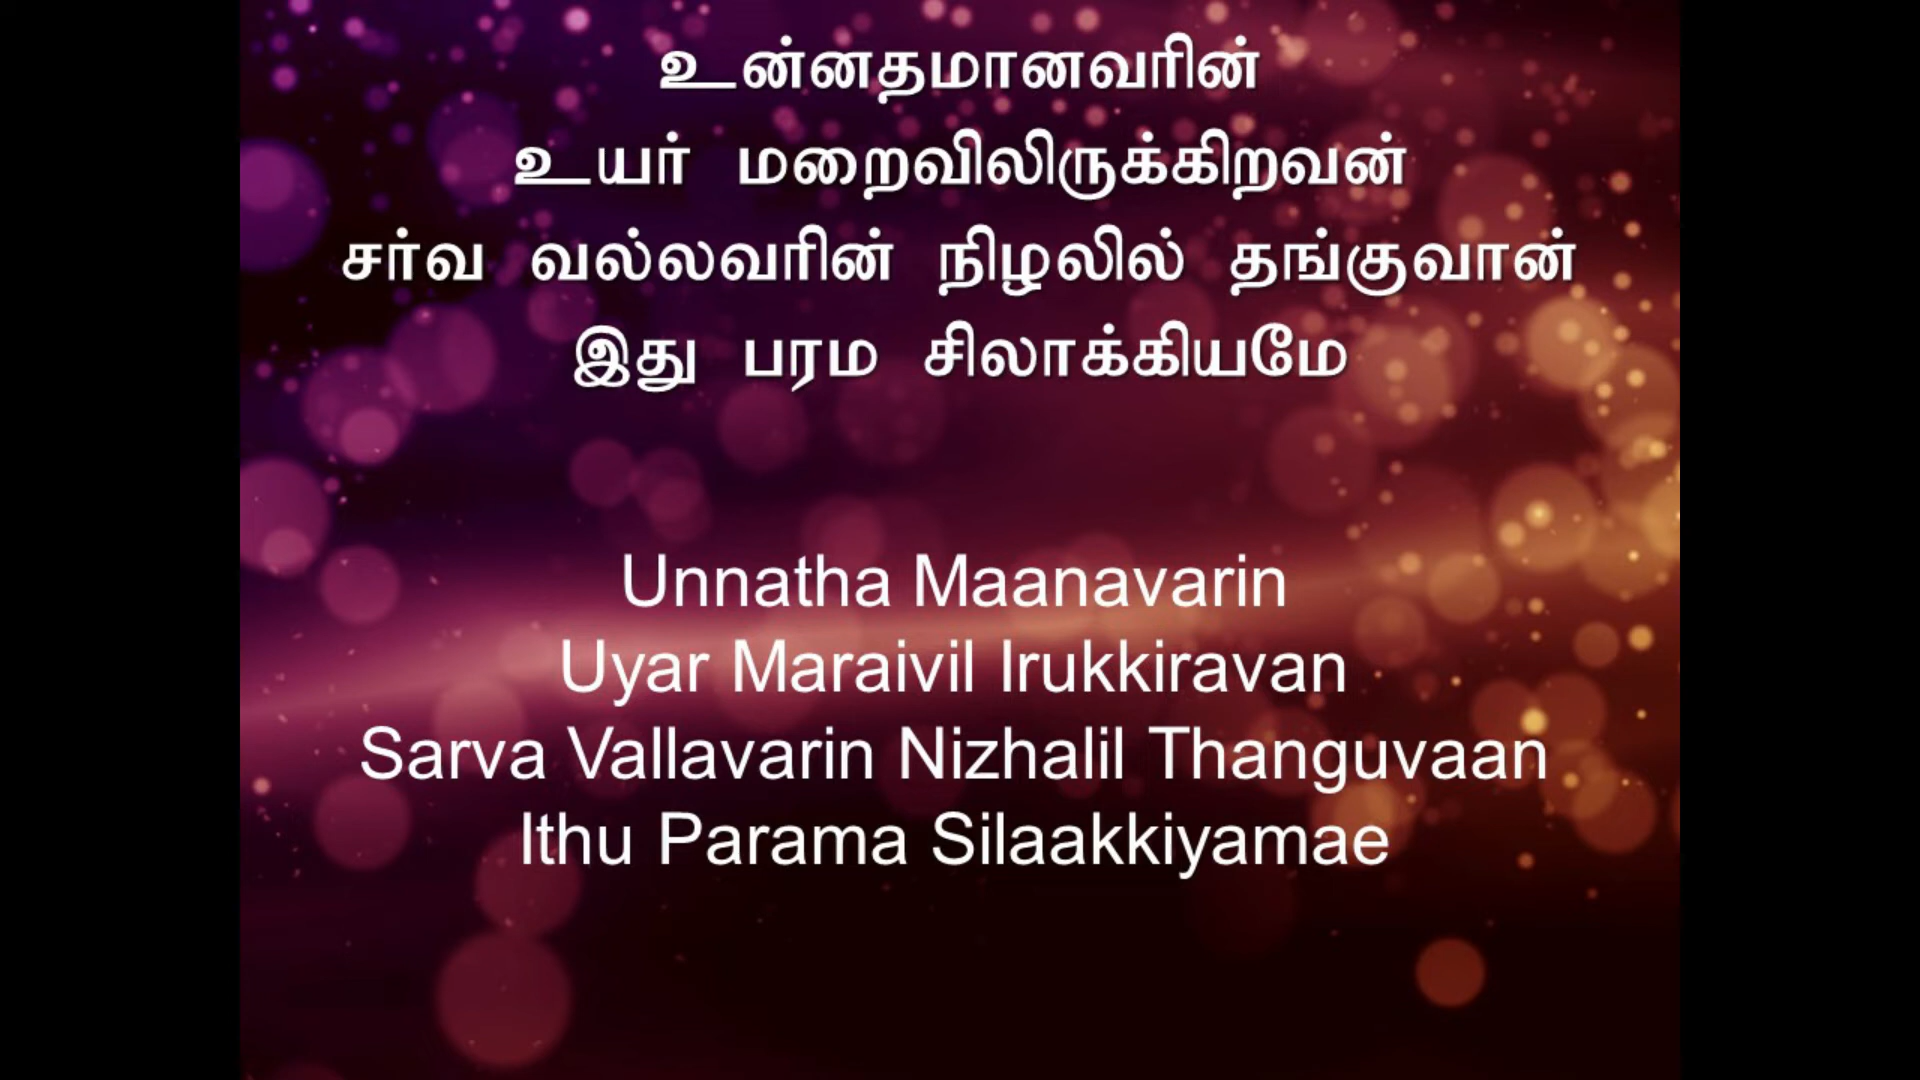 உன்னதமானவரின்
உயர் மறைவிலிருக்கிறவன்
சர்வ வல்லவரின் நிழலில் தங்குவான்
இது பரம சிலாக்கியமே
Unnatha Maanavarin
Uyar Maraivil Irukkiravan
Sarva Vallavarin Nizhalil Thanguvaan
Ithu Parama Silaakkiyamae